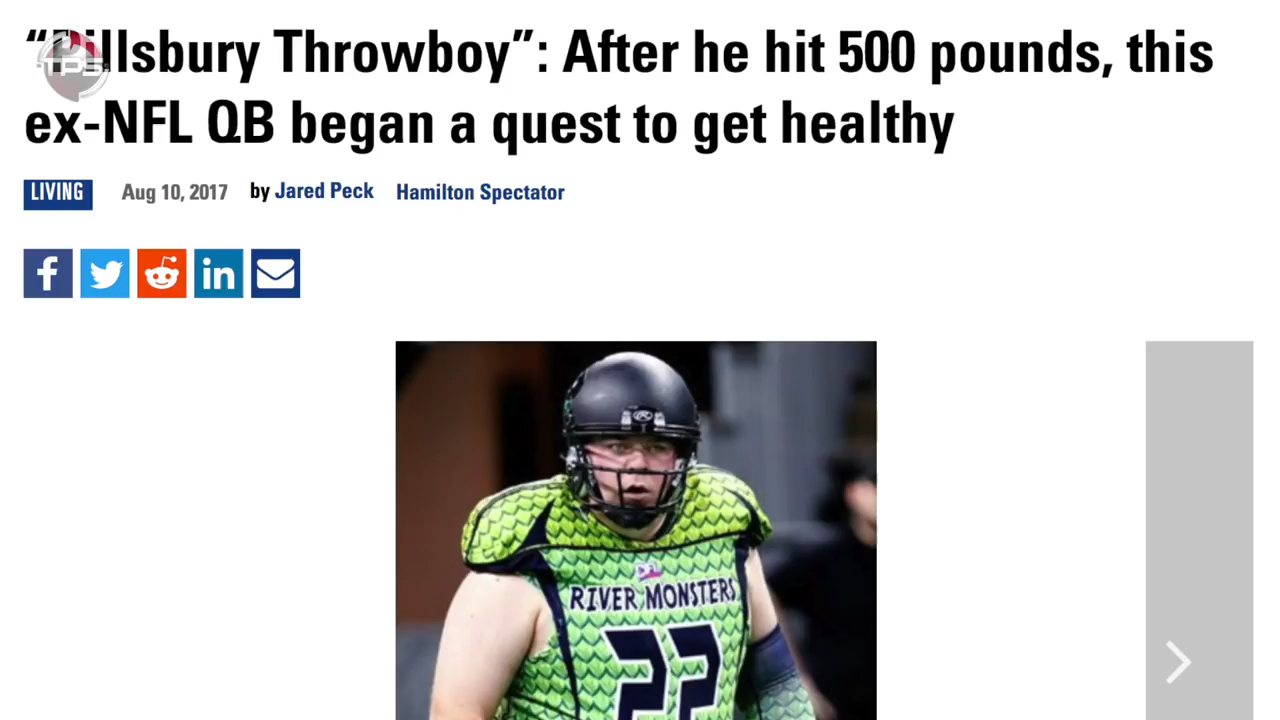 “Pillsbury Throwboy”: After he hit 500 pounds, this
ex-NFL QB began a quest to get healthy
LIVING Aug 10, 2017 by Jared Peck Hamilton Spectator
TPS
RIVER MONSTERS
22